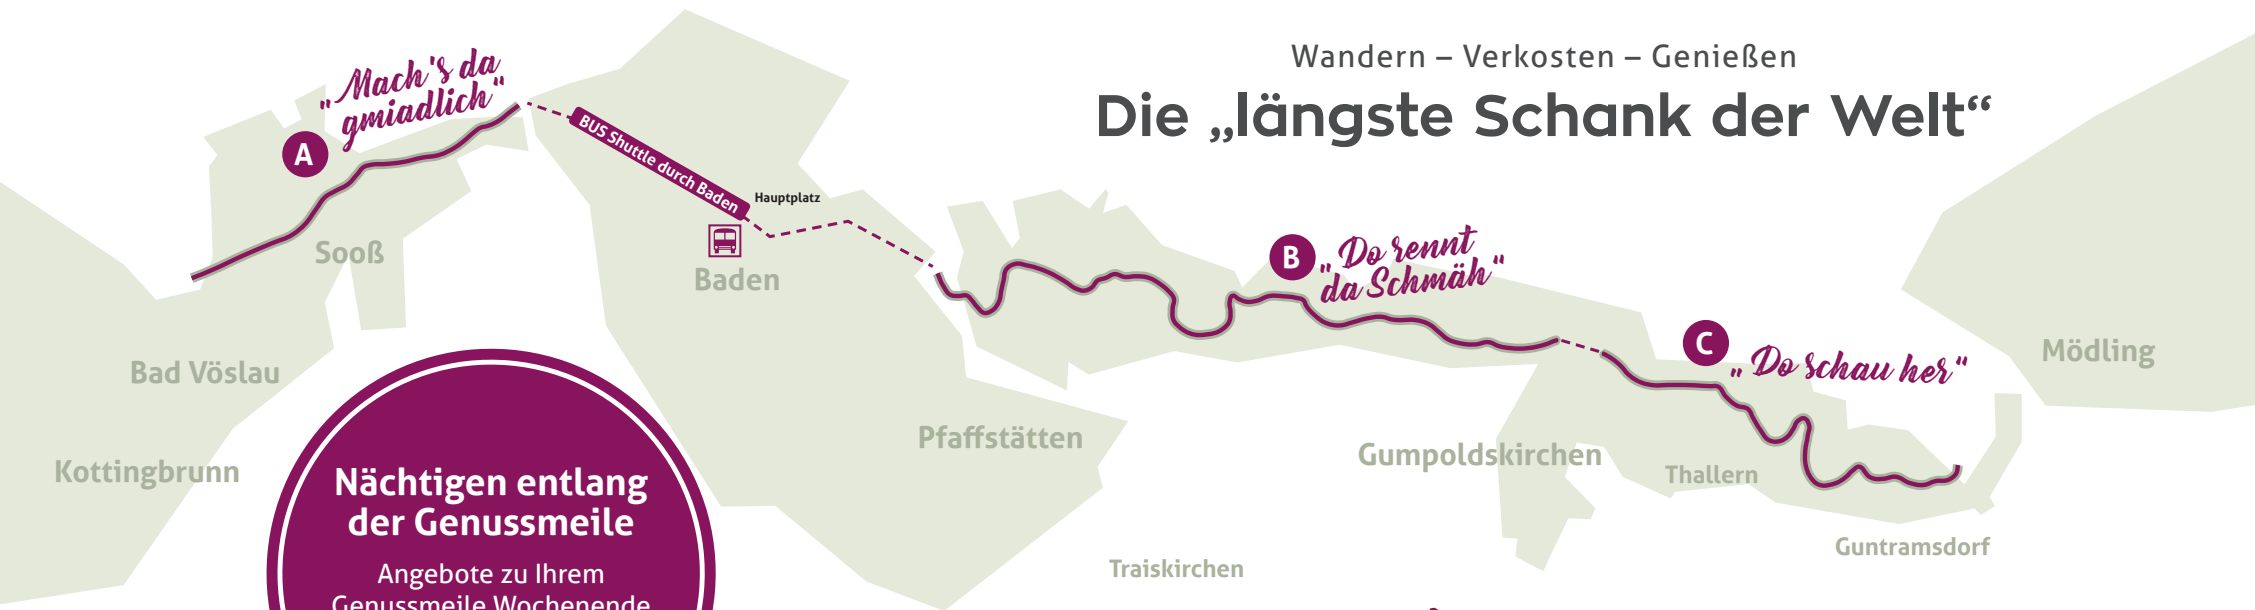 Wandern – Verkosten – Genießen
Die „längste Schank der Welt“
A
„Mach's da
gmiadlich“
BUS Shuttle durch Baden
Hauptplatz
Sooß
Baden
B
„Do rennt
da Schmäh“
C
„Do schau her“
Mödling
Bad Vöslau
Kottingbrunn
Pfaffstätten
Gumpoldskirchen
Thallern
Guntramsdorf
Traiskirchen
Nächtigen entlang
der Genussmeile
Angebote zu Ihrem
Genussmeile Wochenende